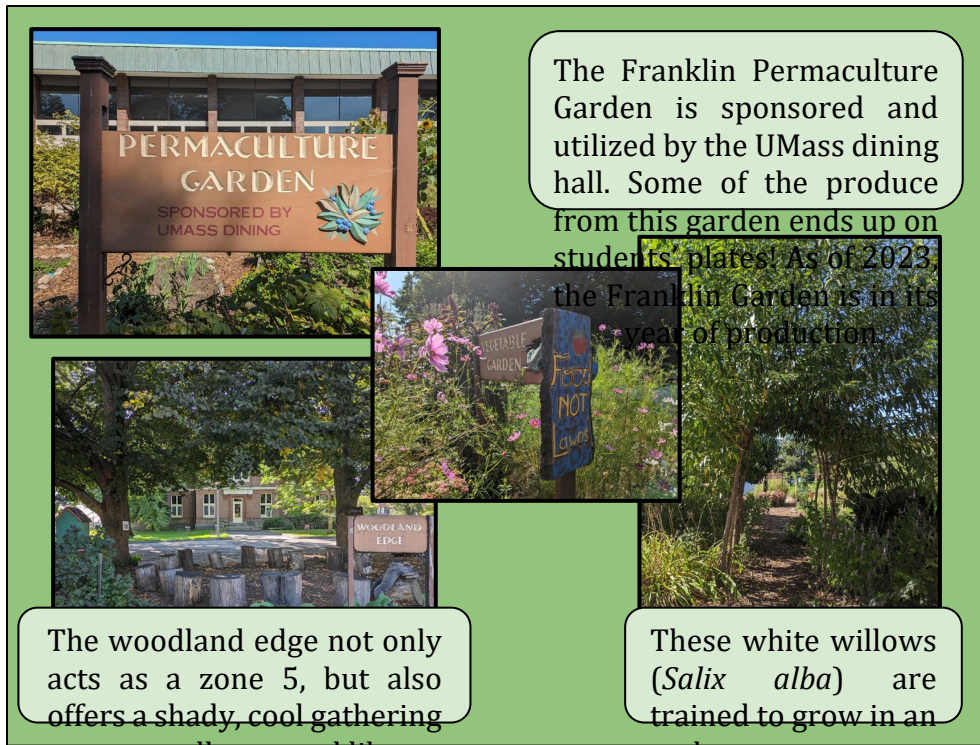 PERMACULTURE
GARDEN
SPONSORED BY
UMASS DINING
The Franklin Permaculture
Garden is sponsored and
utilized by the UMass dining
hall. Some of the produce
from this garden ends up on
students' plates! As of 2023,
the Franklin Garden is in its
year of production.
VEGETABLE
GARDEN
Food
NOT
Lawns
WOODLAND
EDGE
The woodland edge not only
acts as a zone 5, but also
offers a shady, cool gathering
These white willows
(Salix alba) are
trained to grow in an